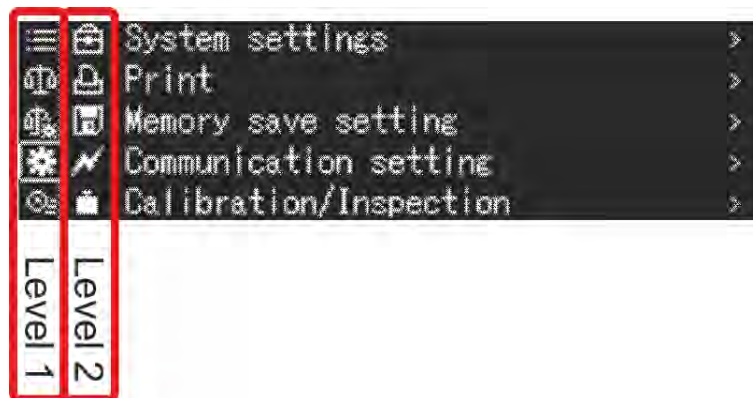 System settings
Print
Memory save setting
Communication setting
Calibration/Inspection
Level 1
Level 2